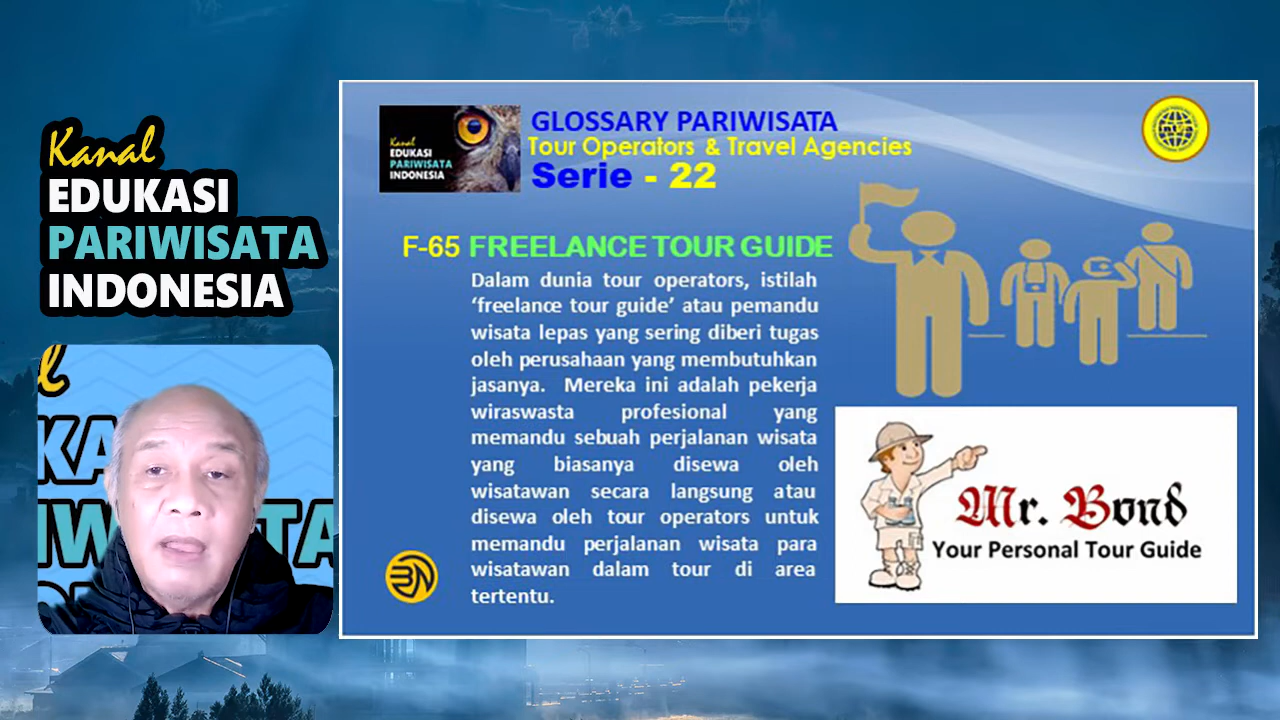 Kanal
EDUKASI
PARIWISATA
INDONESIA
Kanal
EDUKASI
PARIWISATA
INDONESIA
GLOSSARY PARIWISATA
Tour Operators & Travel Agencies
Serie - 22
F-65 FREELANCE TOUR GUIDE
Dalam dunia tour operators, istilah
‘freelance tour guide’ atau pemandu
wisata lepas yang sering diberi tugas
oleh perusahaan yang membutuhkan
jasanya. Mereka ini adalah pekerja
wiraswasta profesional yang
memandu sebuah perjalanan wisata
yang biasanya disewa oleh
wisatawan secara langsung atau
disewa oleh tour operators untuk
memandu perjalanan wisata para
wisatawan dalam tour di area
tertentu.
Mr. Bond
Your Personal Tour Guide